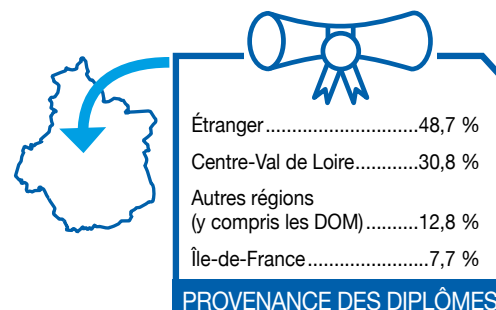 Étranger............................48,7 %
Centre-Val de Loire............30,8 %
Autres régions
(y compris les DOM)..........12,8 %
Île-de-France......................7,7 %
PROVENANCE DES DIPLÔMES